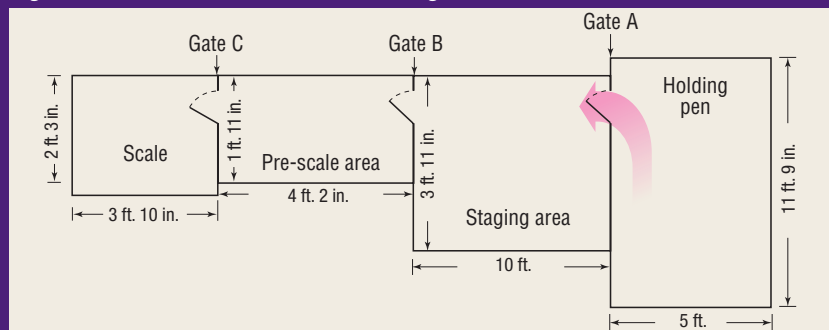 Gate A
Gate C
Gate B
Holding
pen
2 ft. 3 in.
Scale
1 ft. 11 in.
Pre-scale area
3 ft. 11 in.
11 ft. 9 in.
4 ft. 2 in.
3 ft. 10 in.
Staging area
10 ft.
5 ft.